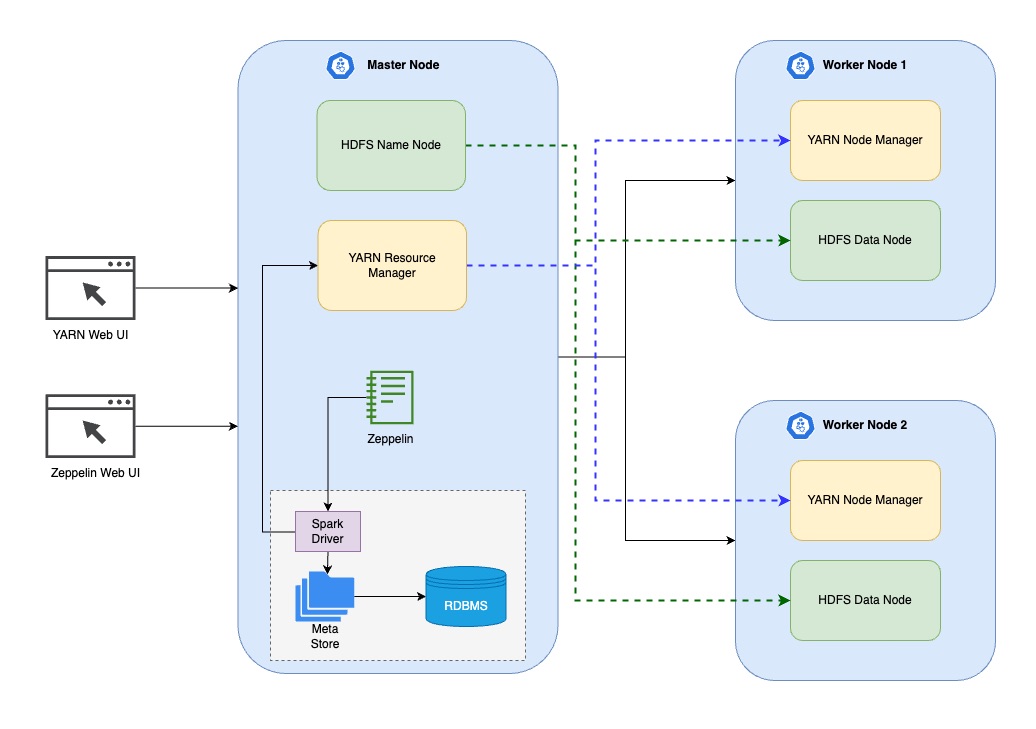 Master Node
HDFS Name Node
YARN Resource
Manager
Zeppelin
Spark
Driver
Meta
Store
RDBMS
YARN Web UI
Zeppelin Web UI
Worker Node 1
YARN Node Manager
HDFS Data Node
Worker Node 2
YARN Node Manager
HDFS Data Node